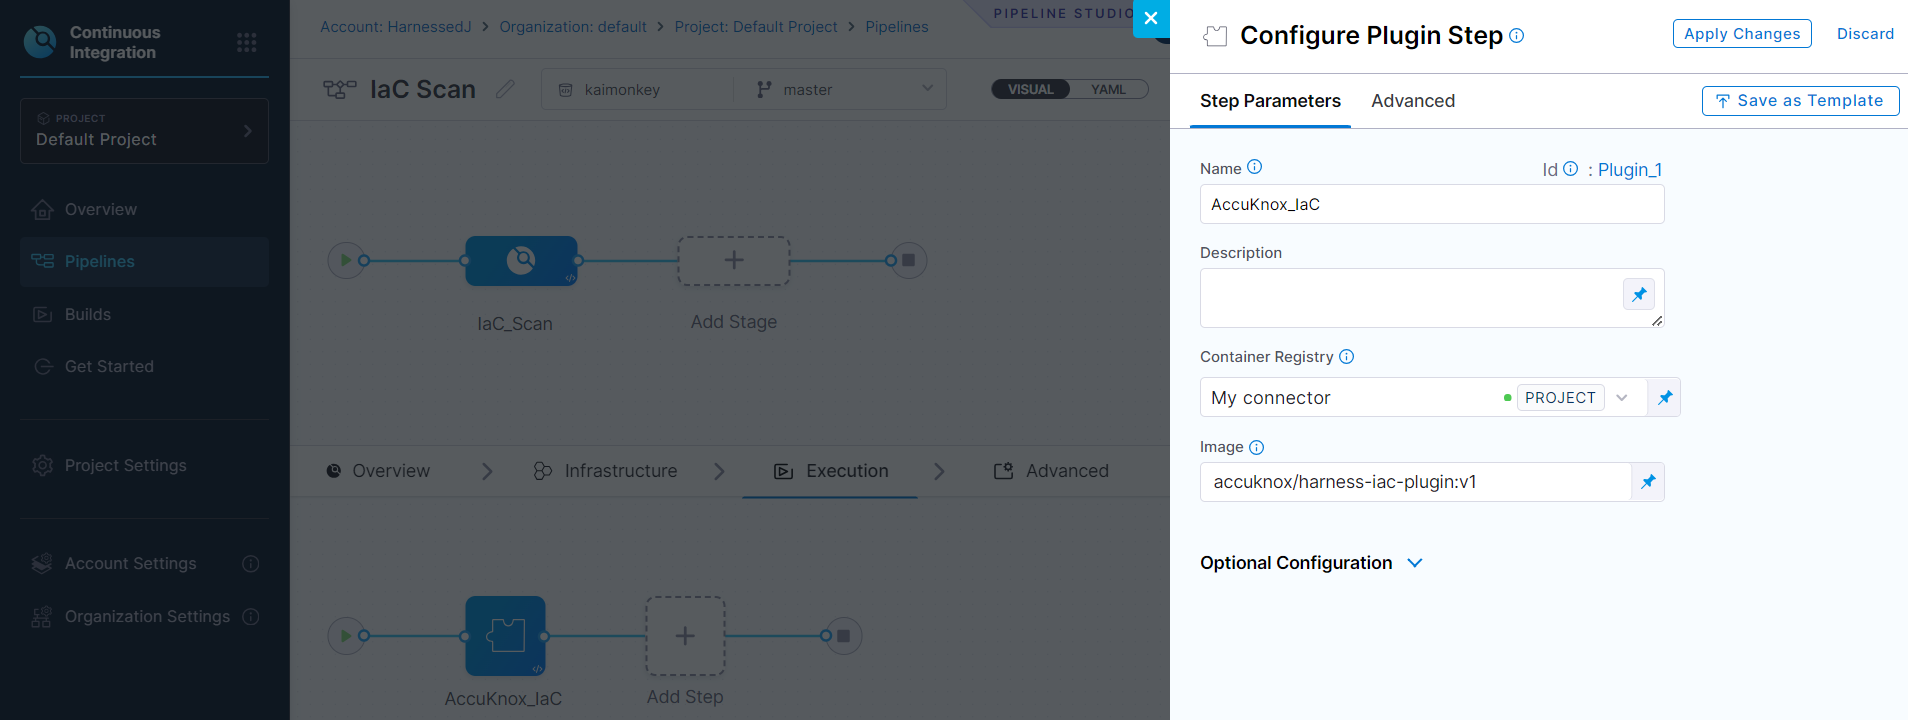 Continuous
Integration
PROJECT
Default Project
Overview
Pipelines
Builds
Get Started
Project Settings
Account Settings
Organization Settings
Account: HarnessedJ > Organization: default > Project: Default Project > Pipelines
PIPELINE STUDIO
IaC Scan
kaimonkey
master
VISUAL
YAML
IaC_Scan
Add Stage
Overview
Infrastructure
Execution
Advanced
AccuKnox_IaC
Add Step
Configure Plugin Step
Apply Changes
Discard
Step Parameters
Advanced
Save as Template
Name
Id : Plugin_1
AccuKnox_IaC
Description
Container Registry
My connector
PROJECT
Image
accuknox/harness-iac-plugin:v1
Optional Configuration